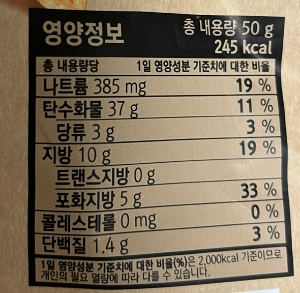 영양정보 총 내용량 50 g
245 kcal
총 내용량당 1일 영양성분 기준치에 대한 비율
나트륨 385 mg 19 %
탄수화물 37 g 11 %
당류 3 g 3 %
지방 10 g 19 %
트랜스지방 0 g
포화지방 5 g 33 %
콜레스테롤 0 mg 0 %
단백질 1.4 g 3 %
1일 영양성분 기준치에 대한 비율(%)은 2,000kcal 기준이므로
개인의 필요 열량에 따라 다를 수 있습니다.